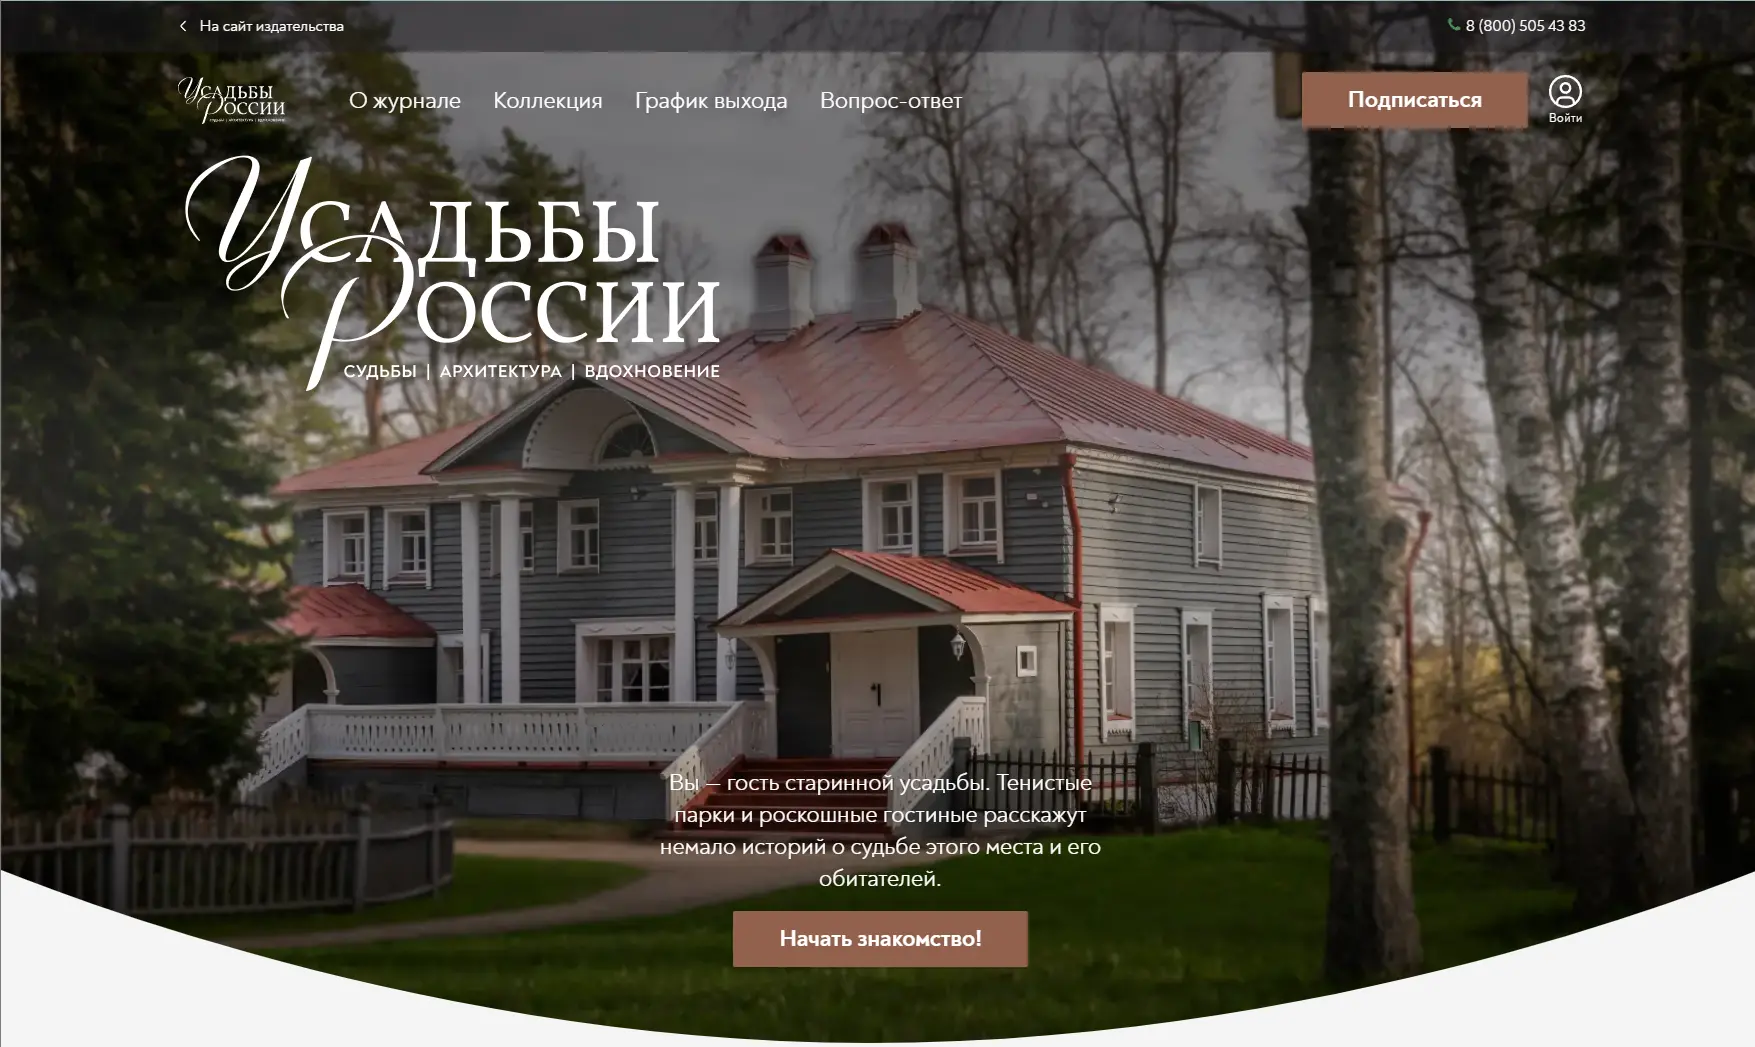 На сайт издательства
8 (800) 505 43 83
Усадьбы
России
судьбы | архитектура | вдохновение
О журнале
Коллекция
График выхода
Вопрос-ответ
Подписаться
Войти
Усадьбы
России
СУДЬБЫ | АРХИТЕКТУРА | ВДОХНОВЕНИЕ
Вы — гость старинной усадьбы. Тенистые
парки и роскошные гостиные расскажут
немало историй о судьбе этого места и его
обитателей.
Начать знакомство!